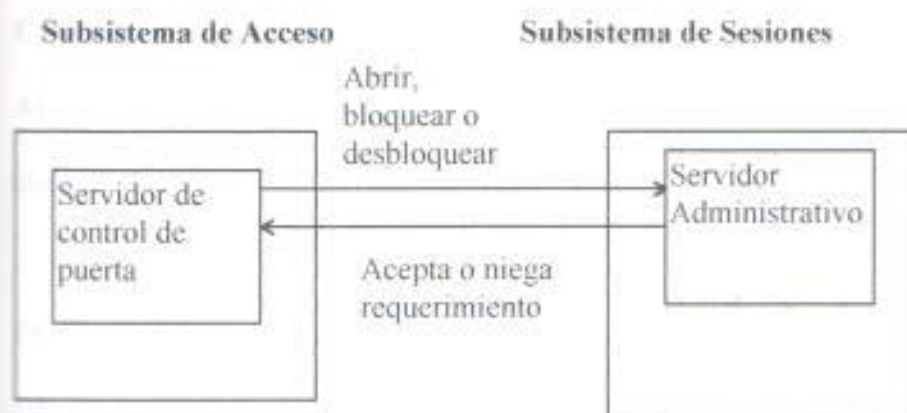 Subsistema de Acceso
Subsistema de Sesiones
Abrir,
bloquear o
desbloquear
Servidor de
control de
puerta
Servidor
Administrativo
Acepta o niega
requerimiento